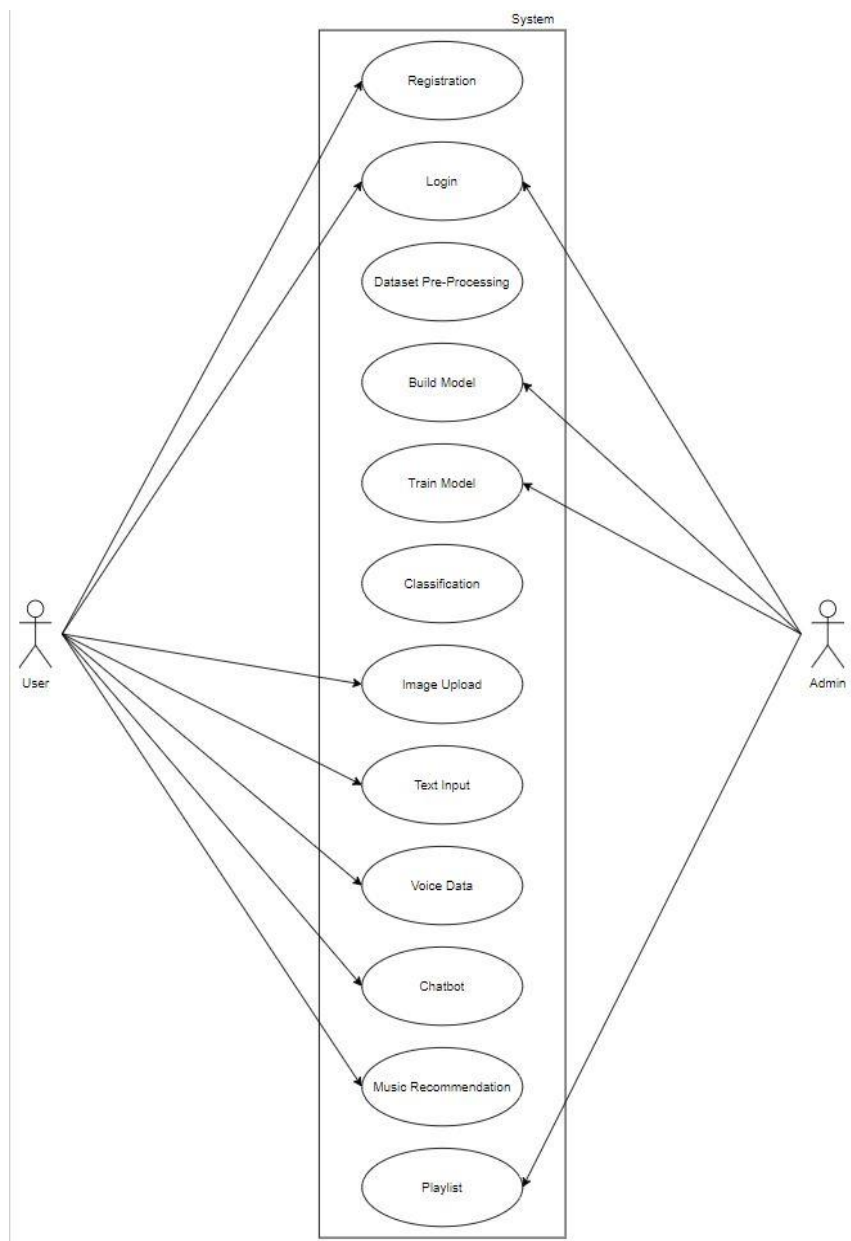 System
Registration
Login
Dataset Pre-Processing
Build Model
Train Model
Classification
Image Upload
User
Admin
Text Input
Voice Data
Chatbot
Music Recommendation
Playlist